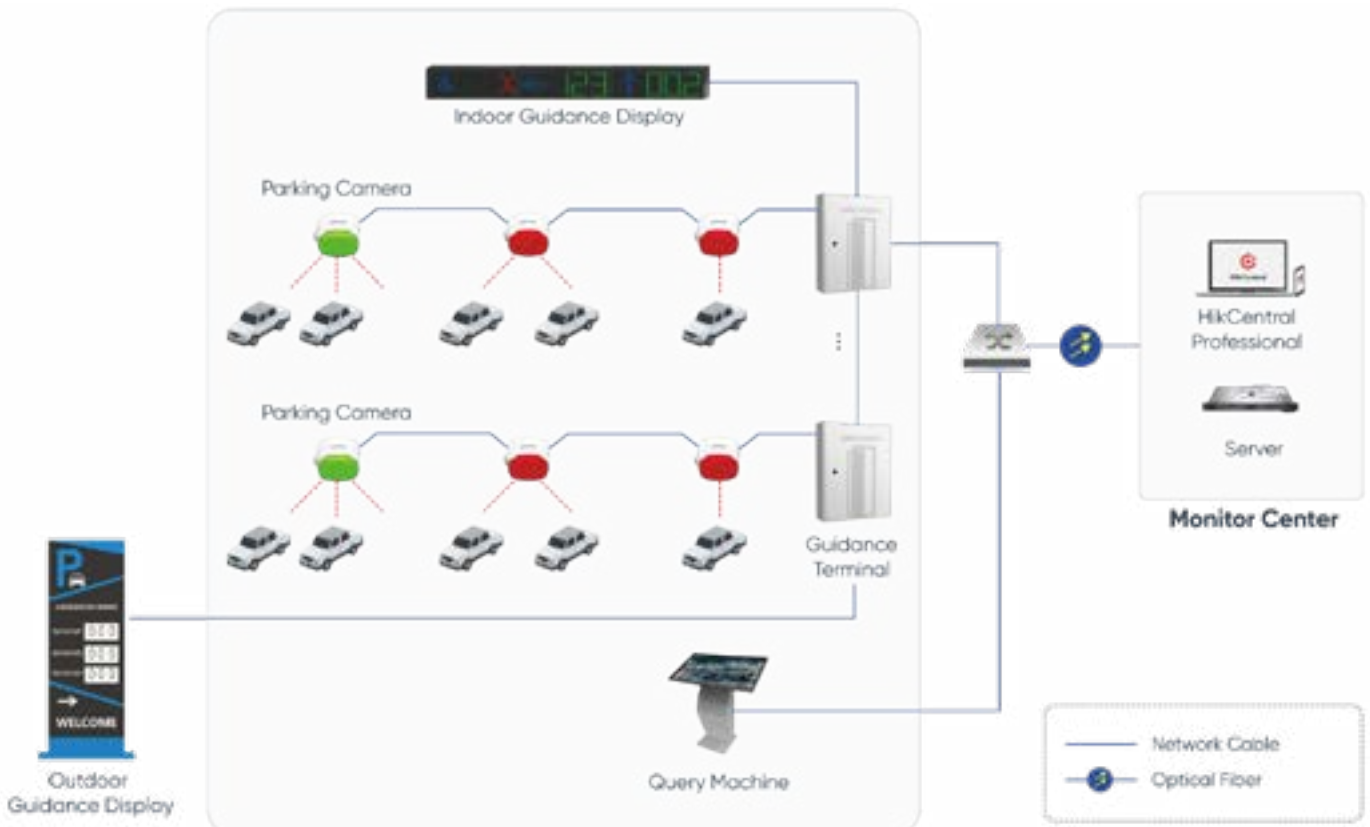 123
002
Indoor Guidance Display
Parking Camera
Parking Camera
Guidance
Terminal
P
WELCOME
Outdoor
Guidance Display
Query Machine
HikCentral
Professional
Server
Monitor Center
Network Cable
Optical Fiber